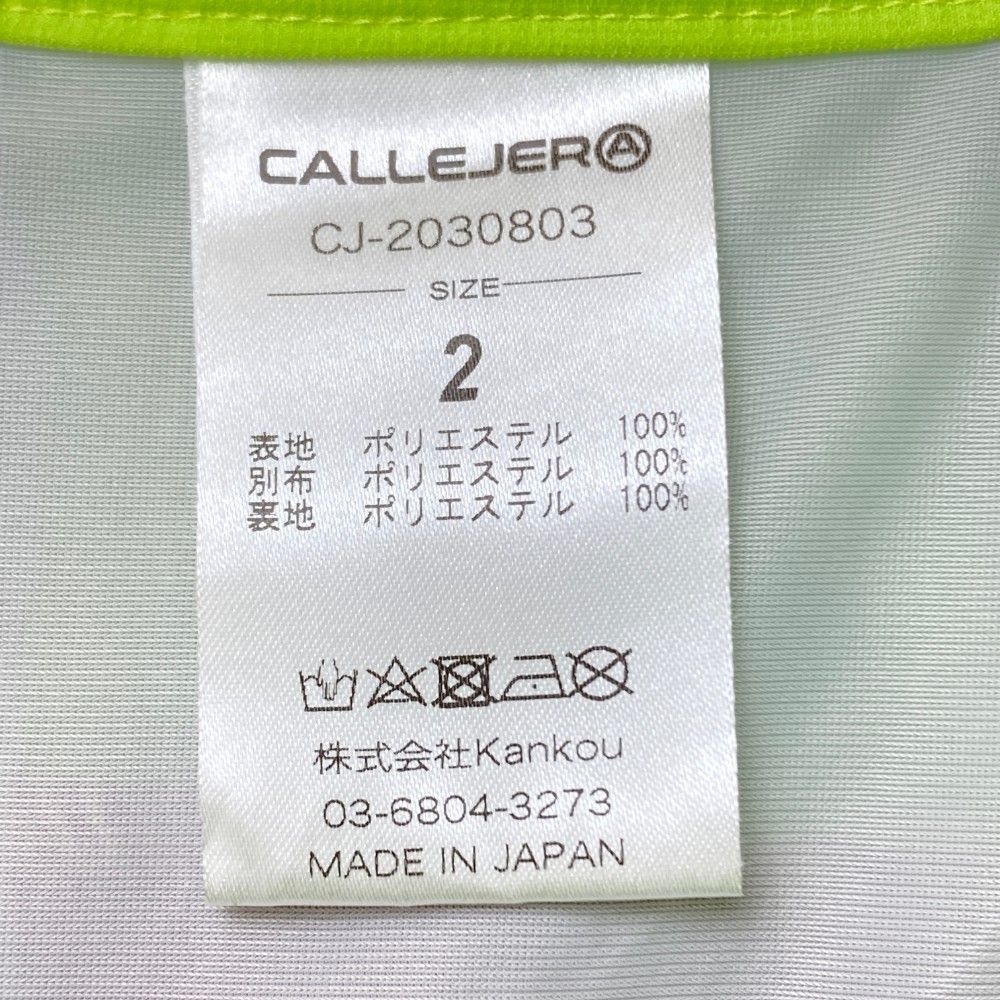 CALLEJERO
CJ-2030803
SIZE
2
表地 ポリエステル 100%
別布 ポリエステル 100%
裏地 ポリエステル 100%
株式会社Kankou
03-6804-3273
MADE IN JAPAN